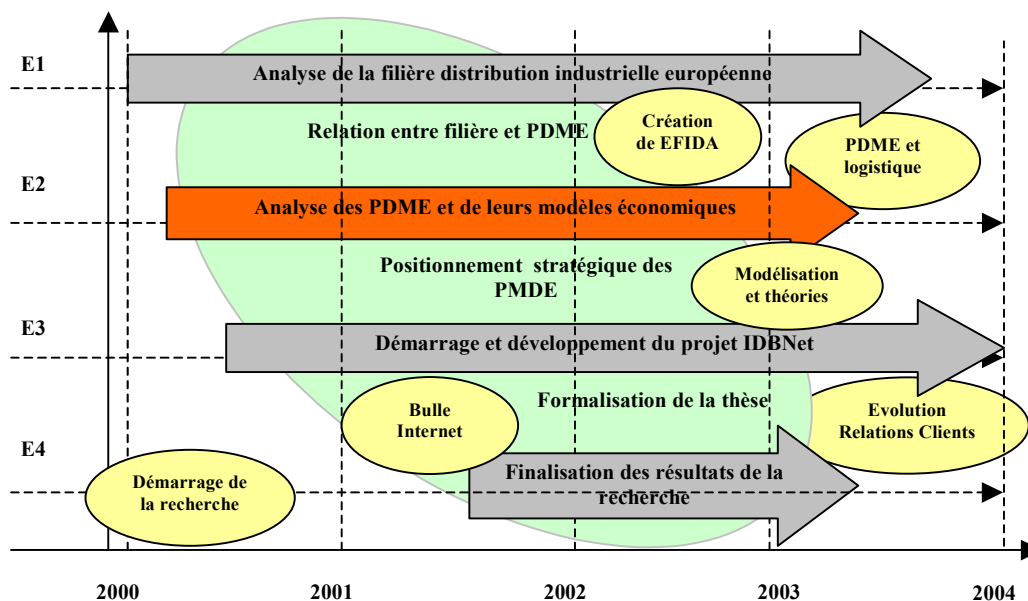 E1
Analyse de la filière distribution industrielle européenne
Relation entre filière et PDME
Création
de EFIDA
PDME et
logistique
E2
Analyse des PDME et de leurs modèles économiques
Positionnement stratégique des
PMDE
Modélisation
et théories
E3
Démarrage et développement du projet IDBNet
Bulle
Internet
Formalisation de la thèse
Evolution
Relations Clients
E4
Démarrage de
la recherche
Finalisation des résultats de la
recherche
2000 2001 2002 2003 2004